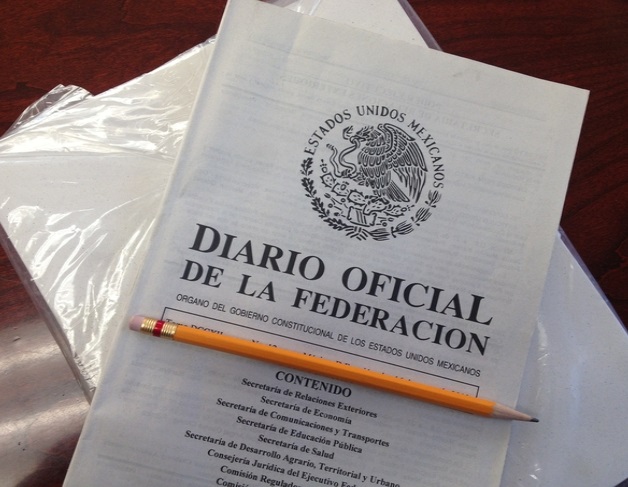 ESTADOS UNIDOS MEXICANOS
DIARIO OFICIAL
DE LA FEDERACION
ORGANO DEL GOBIERNO CONSTITUCIONAL DE LOS ESTADOS UNIDOS MEXICANOS
CONTENIDO
Secretaría de Relaciones Exteriores
Secretaría de Economía
Secretaría de Comunicaciones y Transportes
Secretaría de Educación Pública
Secretaría de Salud
Secretaría de Desarrollo Agrario, Territorial y Urbano
Consejería Jurídica del Ejecutivo
Comisión